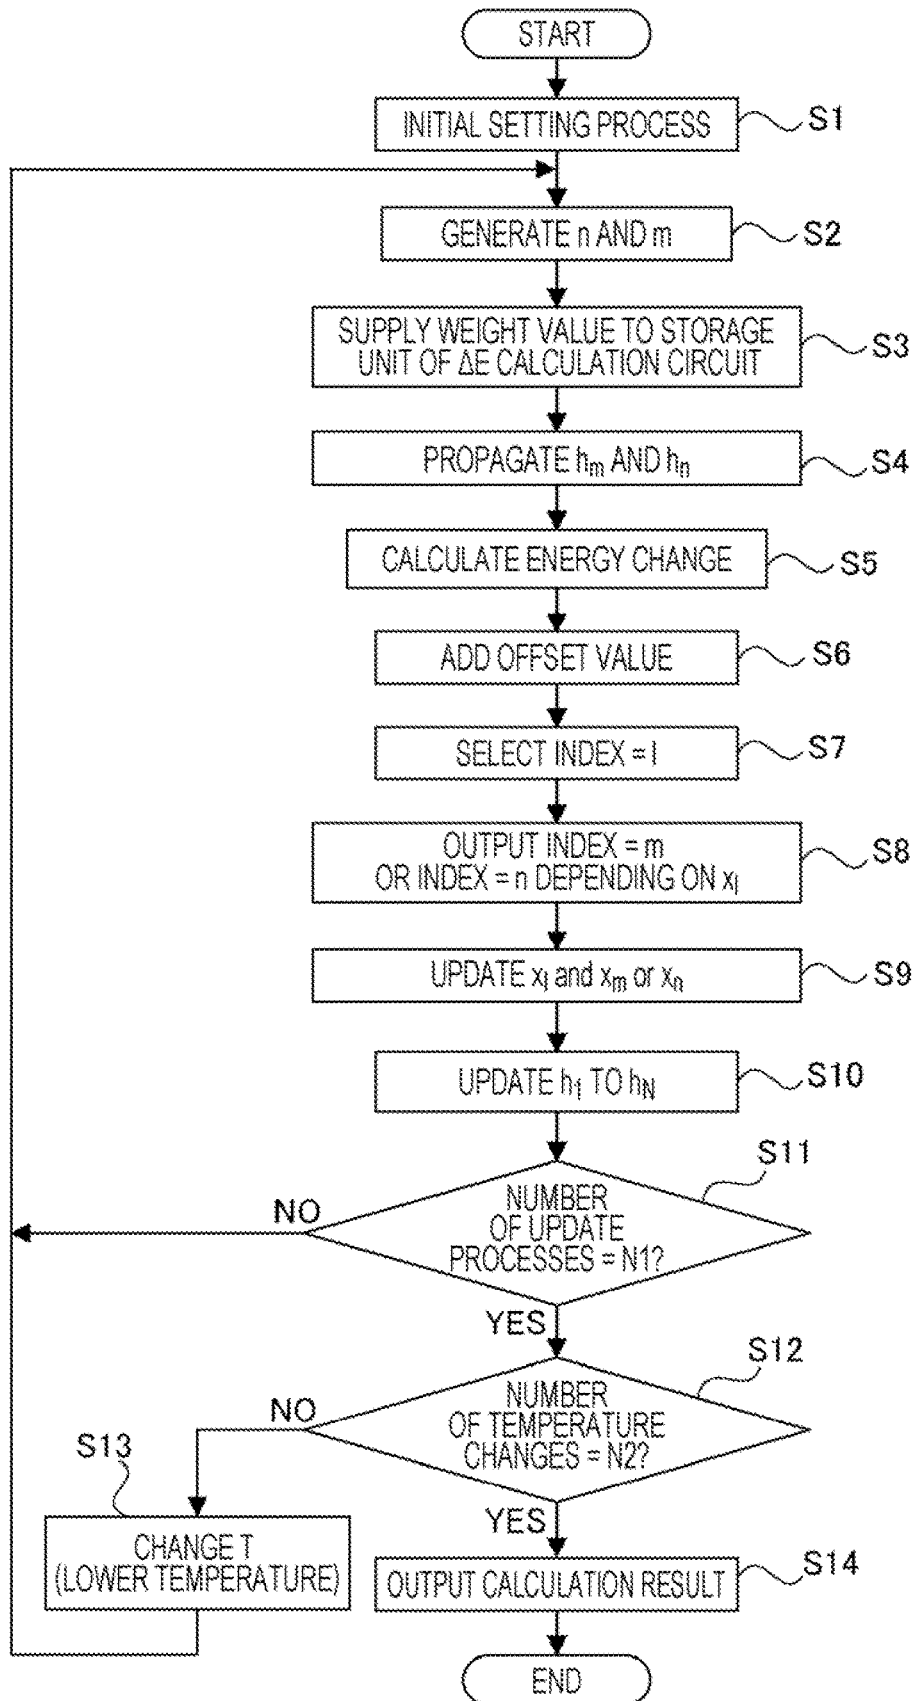 START
INITIAL SETTING PROCESS
S1
GENERATE n AND m
S2
SUPPLY WEIGHT VALUE TO STORAGE
UNIT OF ΔE CALCULATION CIRCUIT
S3
PROPAGATE hm AND hn
S4
CALCULATE ENERGY CHANGE
S5
ADD OFFSET VALUE
S6
SELECT INDEX = l
S7
OUTPUT INDEX = m
OR INDEX = n DEPENDING ON xl
S8
UPDATE xl and xm or xn
S9
UPDATE h1 TO hN
S10
S11
NUMBER
OF UPDATE
PROCESSES = N1?
NO
YES
S12
NUMBER
OF TEMPERATURE
CHANGES = N2?
NO
YES
S13
CHANGE T
(LOWER TEMPERATURE)
OUTPUT CALCULATION RESULT
S14
END